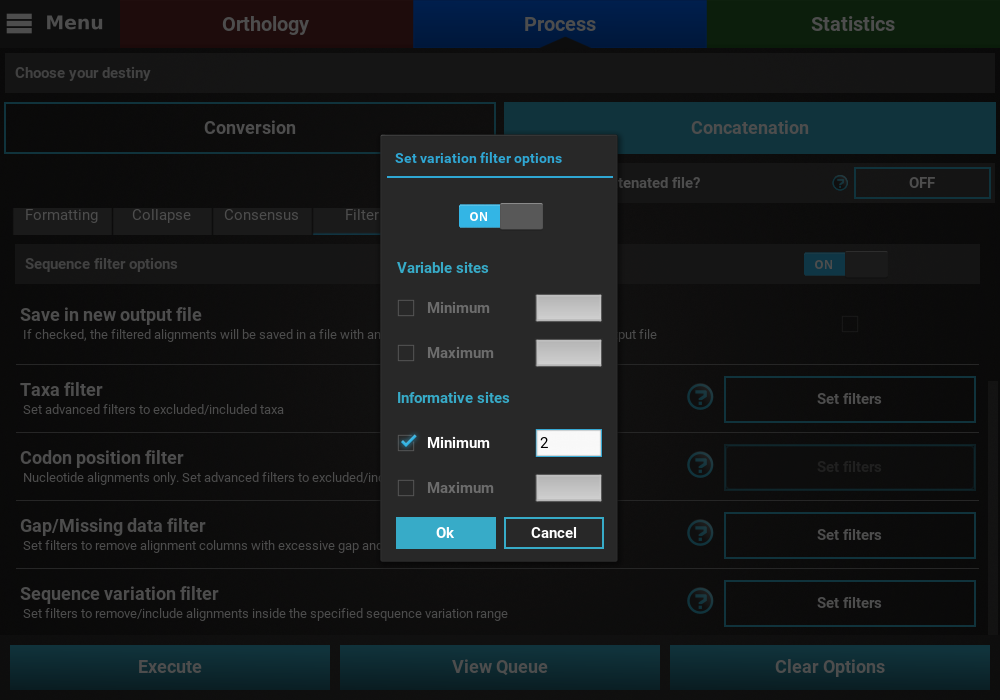 Menu
Orthology
Process
Statistics
Choose your destiny
Conversion
Concatenation
tenated file?
?
OFF
Formatting
Collapse
Consensus
Filter
Sequence filter options
ON
Save in new output file
If checked, the filtered alignments will be saved in a file with an
put file
Taxa filter
Set advanced filters to excluded/included taxa
?
Set filters
Codon position filter
Nucleotide alignments only. Set advanced filters to excluded/in
?
Set filters
Gap/Missing data filter
Set filters to remove alignment columns with excessive gap and
?
Set filters
Sequence variation filter
Set filters to remove/include alignments inside the specified sequence variation range
?
Set filters
Execute
View Queue
Clear Options
Set variation filter options
ON
Variable sites
Minimum
Maximum
Informative sites
Minimum
2
Maximum
Ok
Cancel